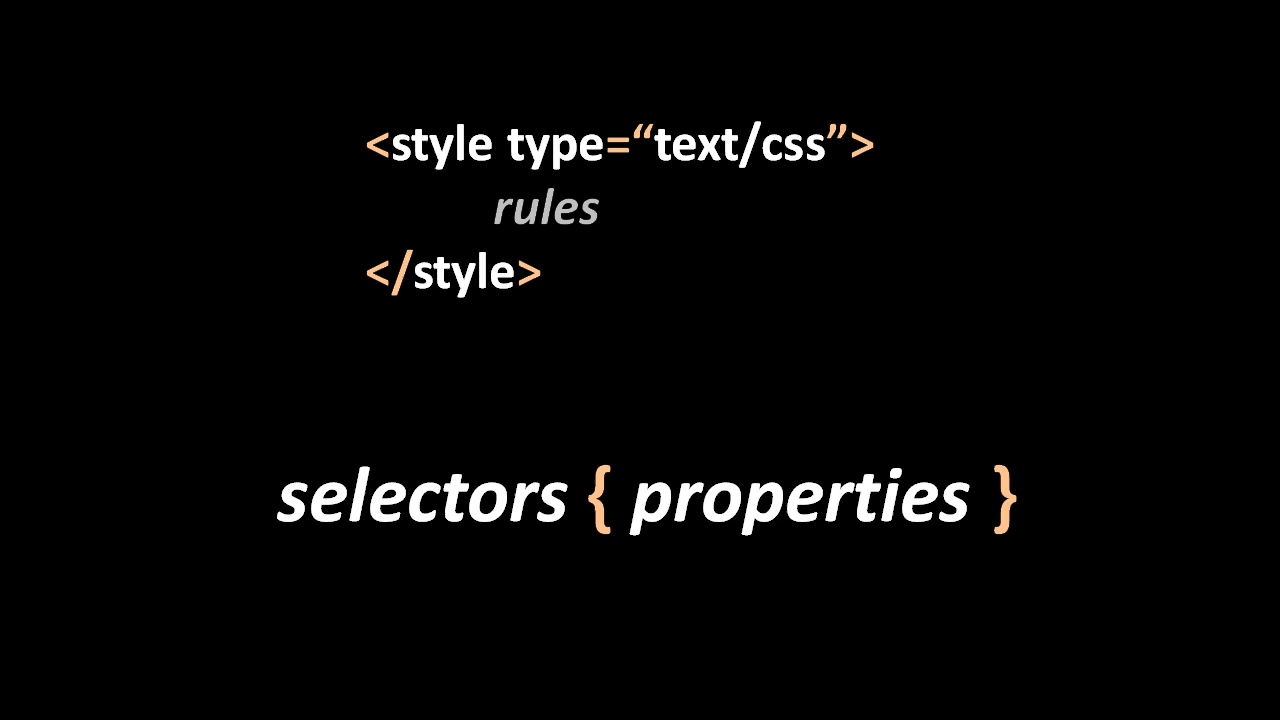 <style type=“text/css”>
rules
</style>
selectors { properties }